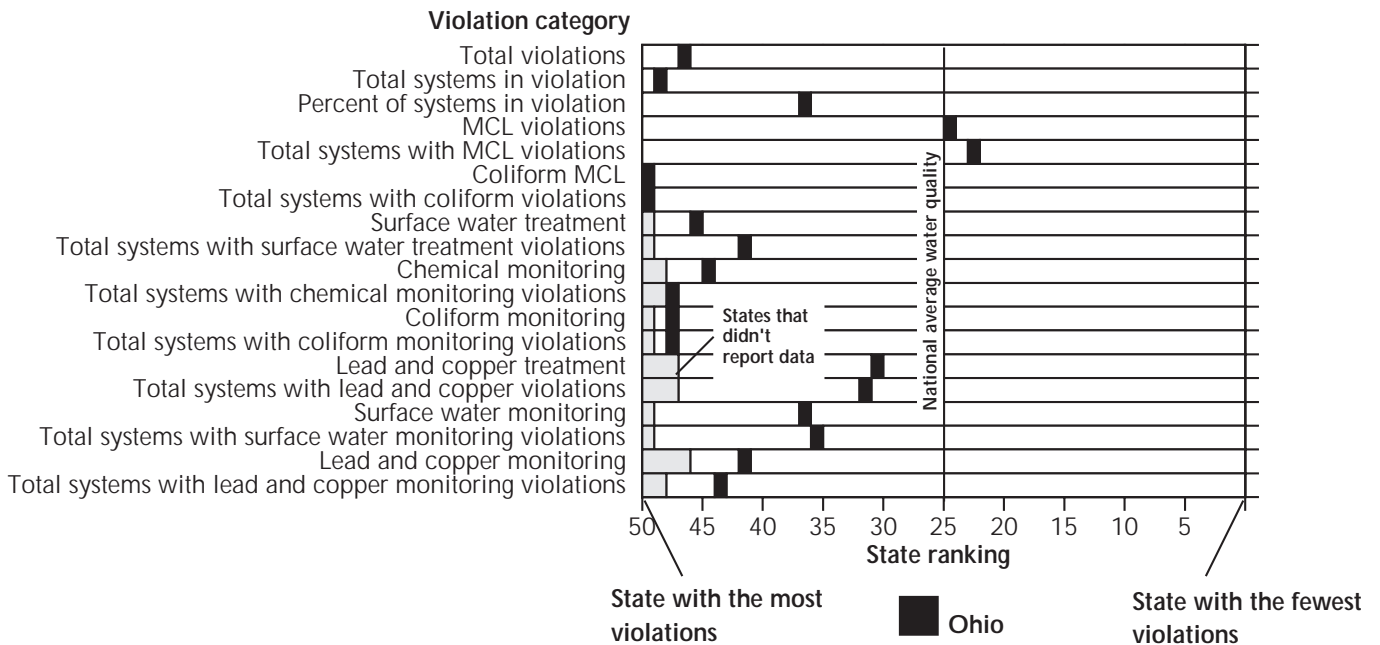 Violation category
Total violations
Total systems in violation
Percent of systems in violation
MCL violations
Total systems with MCL violations
Coliform MCL
Total systems with coliform violations
Surface water treatment
Total systems with surface water treatment violations
Chemical monitoring
Total systems with chemical monitoring violations
Coliform monitoring
Total systems with coliform monitoring violations
Lead and copper treatment
Total systems with lead and copper violations
Surface water monitoring
Total systems with surface water monitoring violations
Lead and copper monitoring
Total systems with lead and copper monitoring violations
States that
didn't
report data
National average water quality
50 45 40 35 30 25 20 15 10 5
State ranking
State with the most
violations
Ohio
State with the fewest
violations